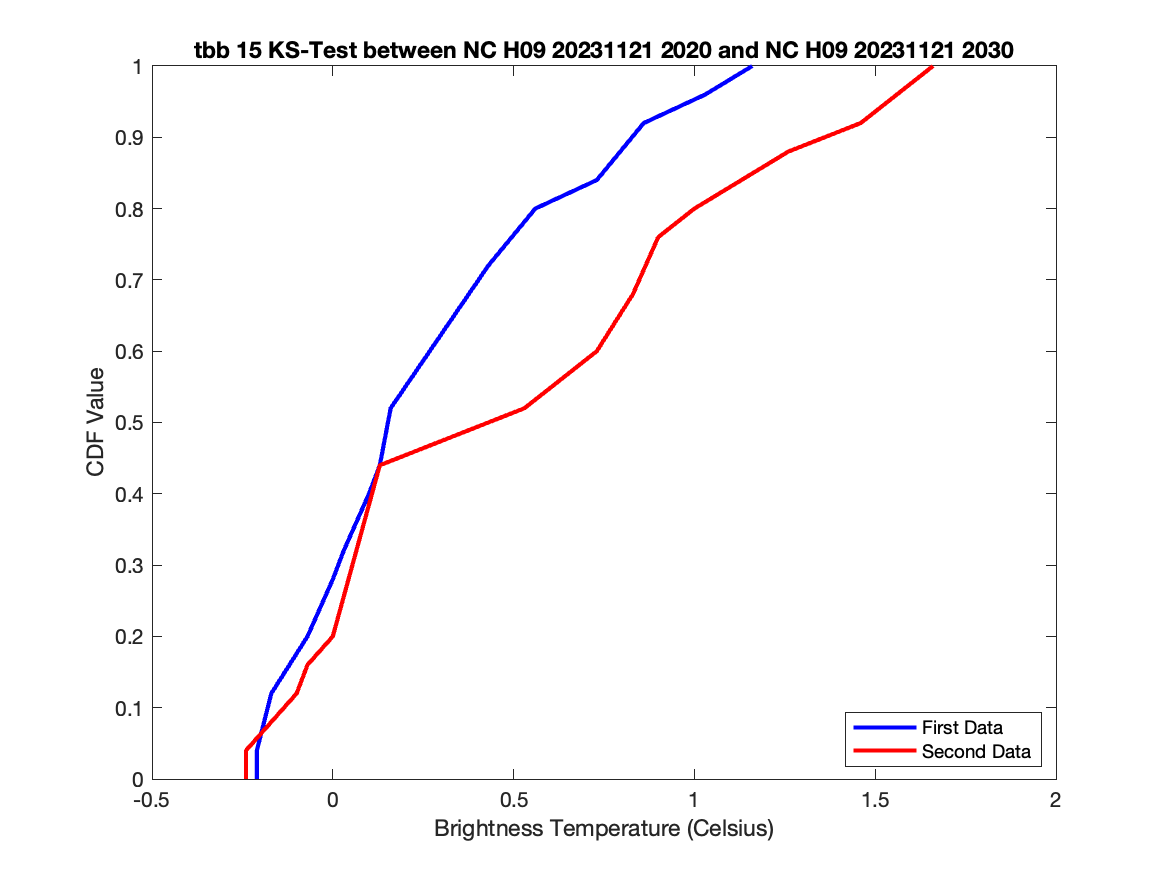 tbb 15 KS-Test between NC H09 20231121 2020 and NC H09 20231121 2030
1
0.9
0.8
0.7
0.6
0.5
0.4
0.3
0.2
0.1
0
CDF Value
First Data
Second Data
-0.5 0 0.5 1 1.5 2
Brightness Temperature (Celsius)